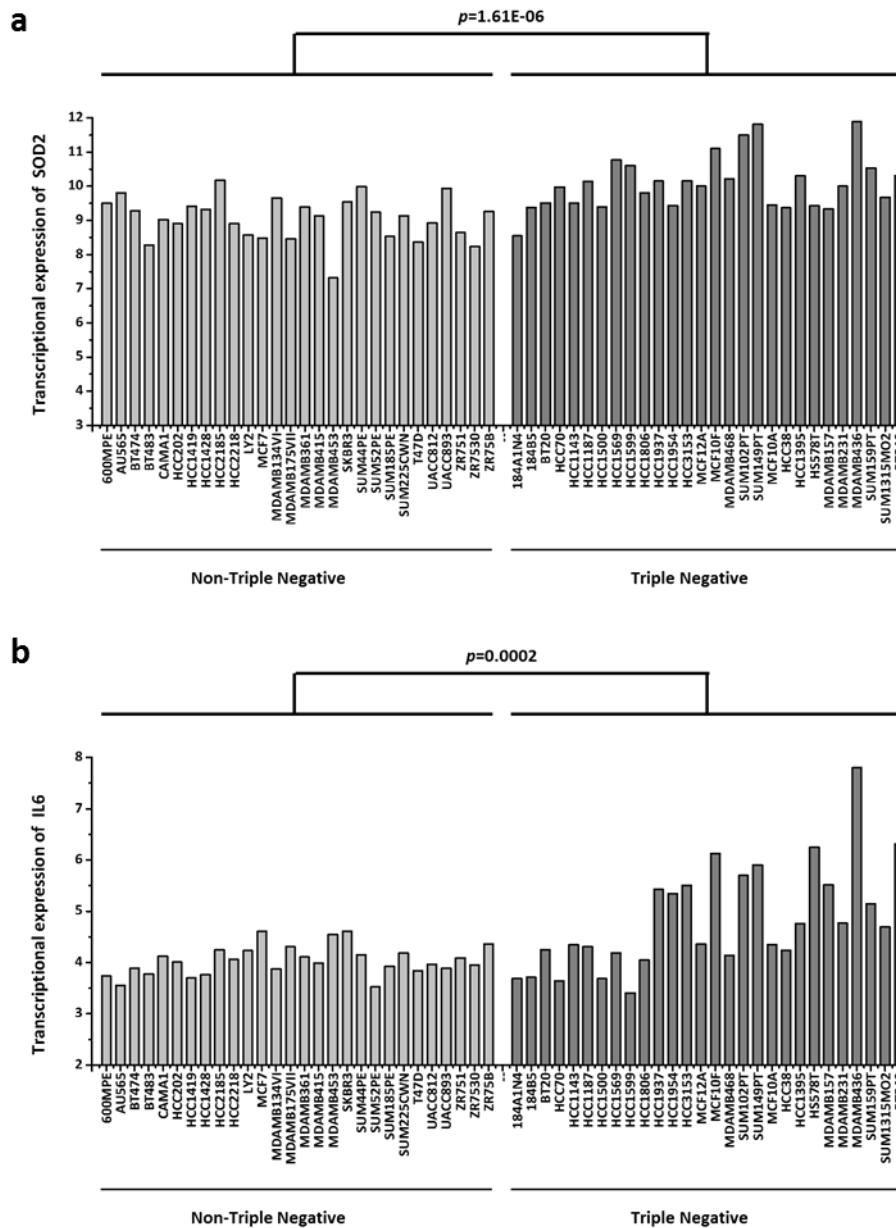 a
p=1.61E-06
Transcriptional expression of SOD2
12
11
10
9
8
7
6
5
4
3
600MPE
AU565
BT474
BT483
CAMA1
HCC202
HCC1419
HCC1428
HCC2185
HCC2218
LY2
MCF7
MDAMB134VI
MDAMB175VII
MDAMB361
MDAMB415
MDAMB453
SKBR3
SUM44PE
SUM52PE
SUM185PE
SUM225CWN
T47D
UACC812
UACC893
ZR751
ZR7530
ZR75B
--
184A1N4
184B5
BT20
HCC70
HCC1143
HCC1187
HCC1500
HCC1569
HCC1599
HCC1806
HCC1937
HCC1954
HCC3153
MCF12A
MCF10F
MDAMB468
SUM102PT
SUM149PT
MCF10A
HCC38
HCC1395
HS578T
MDAMB157
MDAMB231
MDAMB436
SUM159PT
SUM1315MO2
Non-Triple Negative
Triple Negative
b
p=0.0002
Transcriptional expression of IL6
8
7
6
5
4
3
2
600MPE
AU565
BT474
BT483
CAMA1
HCC202
HCC1419
HCC1428
HCC2185
HCC2218
LY2
MCF7
MDAMB134VI
MDAMB175VII
MDAMB361
MDAMB415
MDAMB453
SKBR3
SUM44PE
SUM52PE
SUM185PE
SUM225CWN
T47D
UACC812
UACC893
ZR751
ZR7530
ZR75B
--
184A1N4
184B5
BT20
HCC70
HCC1143
HCC1187
HCC1500
HCC1569
HCC1599
HCC1806
HCC1937
HCC1954
HCC3153
MCF12A
MCF10F
MDAMB468
SUM102PT
SUM149PT
MCF10A
HCC38
HCC1395
HS578T
MDAMB157
MDAMB231
MDAMB436
SUM159PT
SUM1315MO2
Non-Triple Negative
Triple Negative